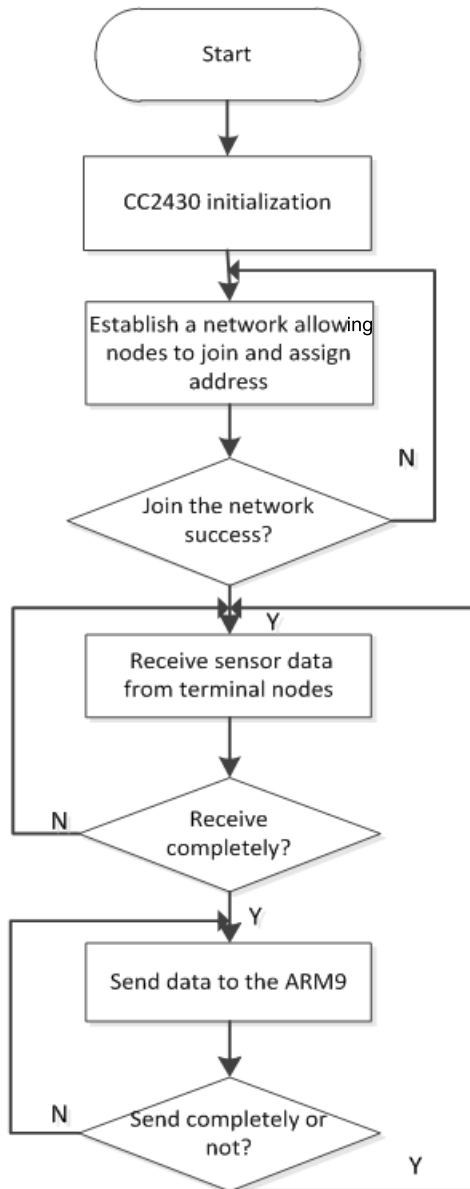 Start
CC2430 initialization
Establish a network allowing
nodes to join and assign
address
N
Join the network
success?
Y
Receive sensor data
from terminal nodes
N
Receive
completely?
Y
Send data to the ARM9
N
Send completely or
not?
Y